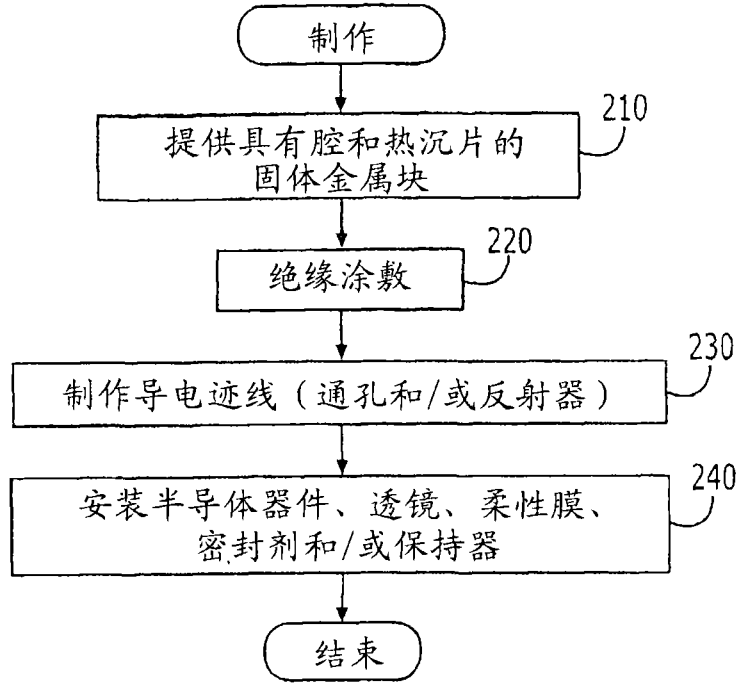 制作
210
提供具有腔和热沉片的
固体金属块
220
绝缘涂敷
230
制作导电迹线（通孔和/或反射器）
240
安装半导体器件、透镜、柔性膜、
密封剂和/或保持器
结束